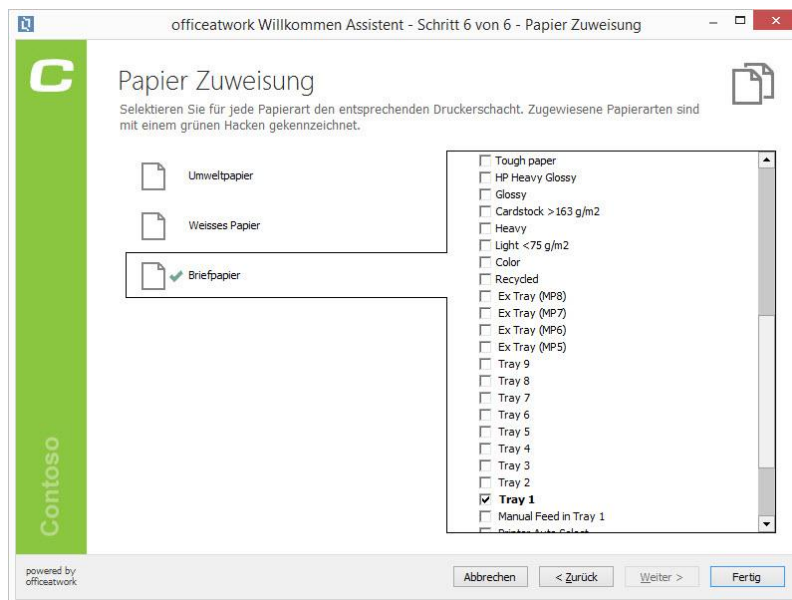 officeatwork Willkommen Assistent - Schritt 6 von 6 - Papier Zuweisung
C
Papier Zuweisung
Selektieren Sie für jede Papierart den entsprechenden Druckerschacht. Zugewiesene Papierarten sind
mit einem grünen Hacken gekennzeichnet.
Umweltpapier
Weisses Papier
Briefpapier
Tough paper
HP Heavy Glossy
Glossy
Cardstock >163 g/m2
Heavy
Light <75 g/m2
Color
Recycled
Ex Tray (MP8)
Ex Tray (MP7)
Ex Tray (MP6)
Ex Tray (MP5)
Tray 9
Tray 8
Tray 7
Tray 6
Tray 5
Tray 4
Tray 3
Tray 2
Tray 1
Manual Feed in Tray 1
Printer Auto Select
Contoso
powered by
officeatwork
Abbrechen
< Zurück
Weiter >
Fertig